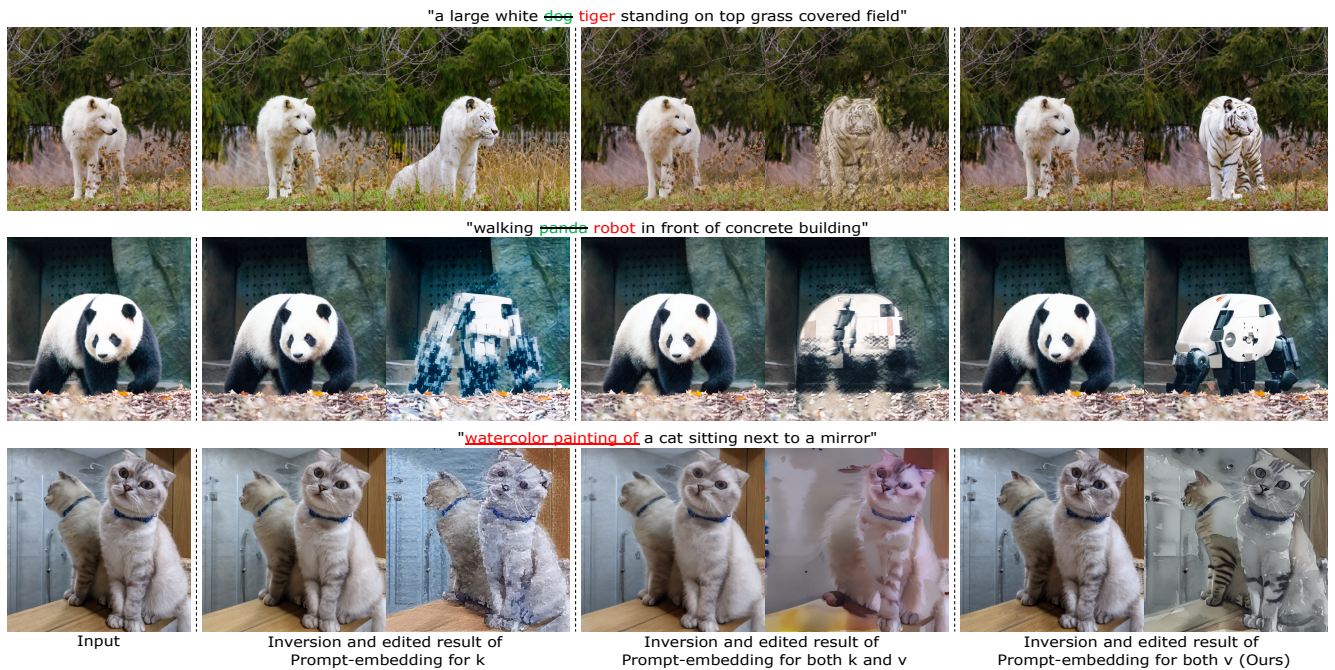 "a large white dog tiger standing on top grass covered field"
"walking panda robot in front of concrete building"
"watercolor painting of a cat sitting next to a mirror"
Input
Inversion and edited result of
Prompt-embedding for k
Inversion and edited result of
Prompt-embedding for both k and v
Inversion and edited result of
Prompt-embedding for both v (Ours)